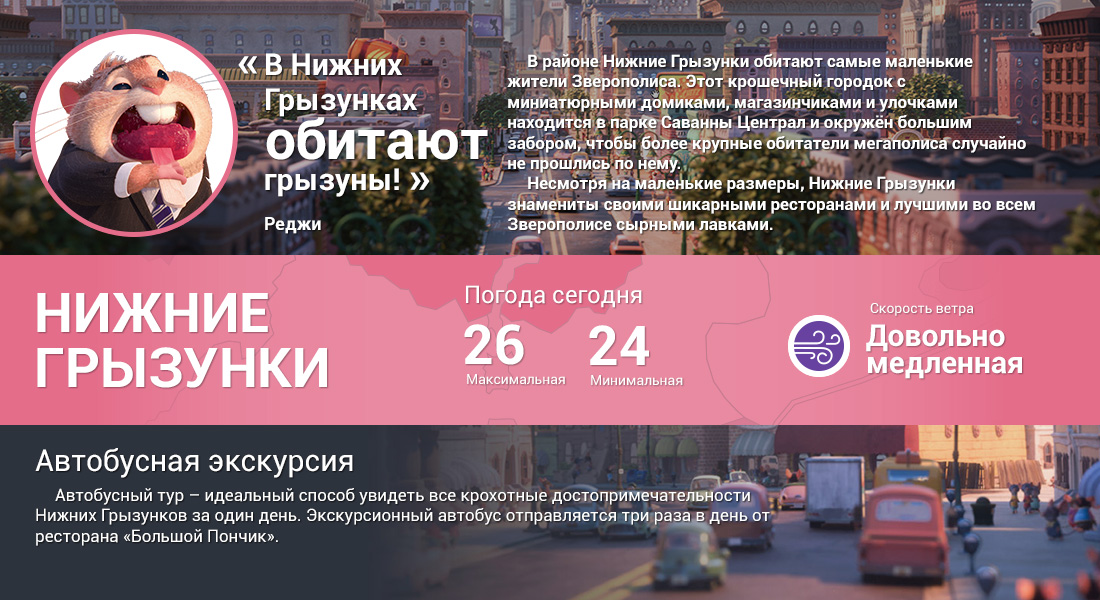 « В Нижних
Грызунках
обитают
грызуны! »
Реджи
В районе Нижние Грызунки обитают самые маленькие
жители Зверополиса. Этот крошечный городок с
миниатюрными домиками, магазинчиками и улочками
находится в парке Саванны Централ и окружён большим
забором, чтобы более крупные обитатели мегаполиса случайно
не прошлись по нему.
Несмотря на маленькие размеры, Нижние Грызунки
знамениты своими шикарными ресторанами и лучшими во всем
Зверополисе сырными лавками.
НИЖНИЕ
ГРЫЗУНКИ
Погода сегодня
26 24
Максимальная Минимальная
Скорость ветра
Довольно
медленная
Автобусная экскурсия
Автобусный тур – идеальный способ увидеть все крохотные достопримечательности
Нижних Грызунков за один день. Экскурсионный автобус отправляется три раза в день от
ресторана «Большой Пончик».